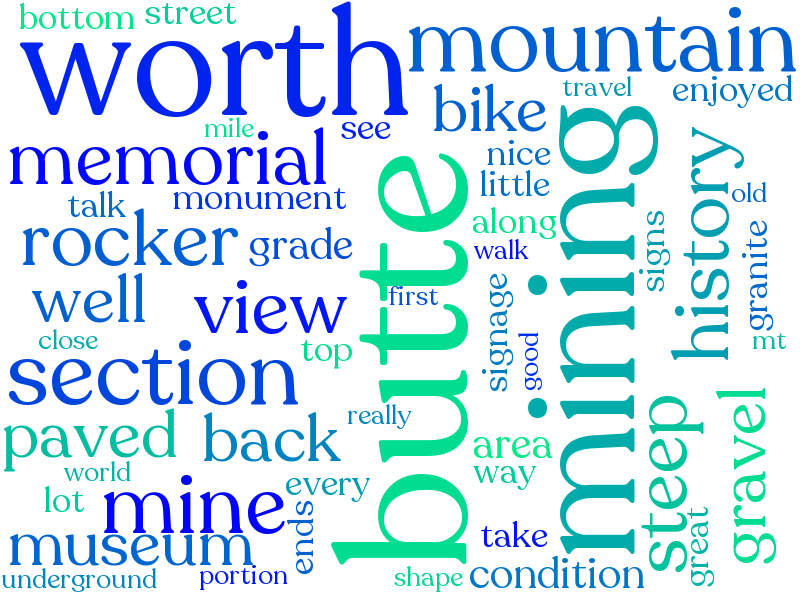 bottom
street
worth
mountain
travel
enjoyed
bike
mile
see
memorial
nice
little
monument
talk
mining
history
old
butte
along
signs
granite
rocker
grade
walk
well
view
first
signage
good
close
top
mt
section
really
paved
back
area
way
steep
gravel
world
lot
mine
every
ends
take
great
museum
underground
portion
shape
condition